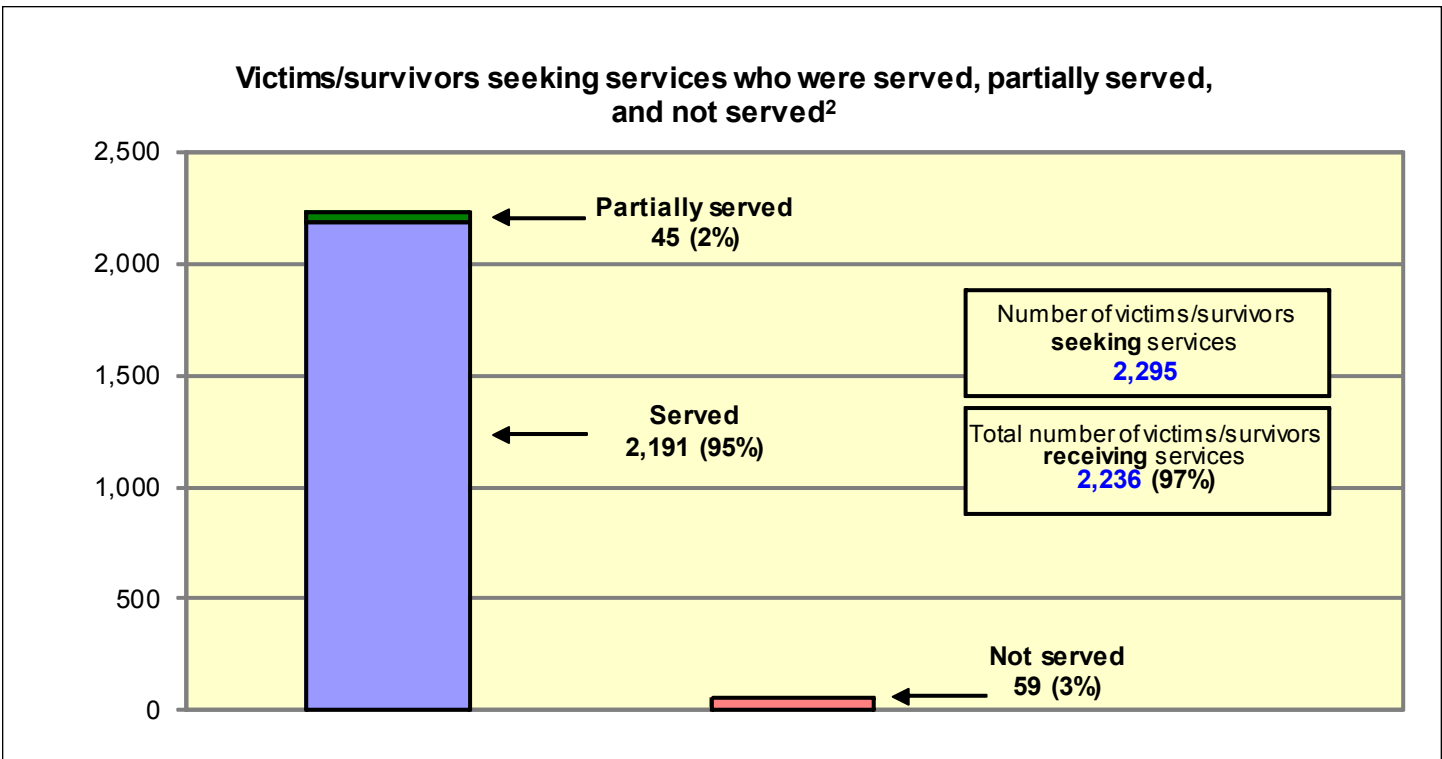 Victims/survivors seeking services who were served, partially served,
and not served²
2,500
2,000
1,500
1,000
500
0
Partially served
45 (2%)
Served
2,191 (95%)
Number of victims/survivors
seeking services
2,295
Total number of victims/survivors
receiving services
2,236 (97%)
Not served
59 (3%)